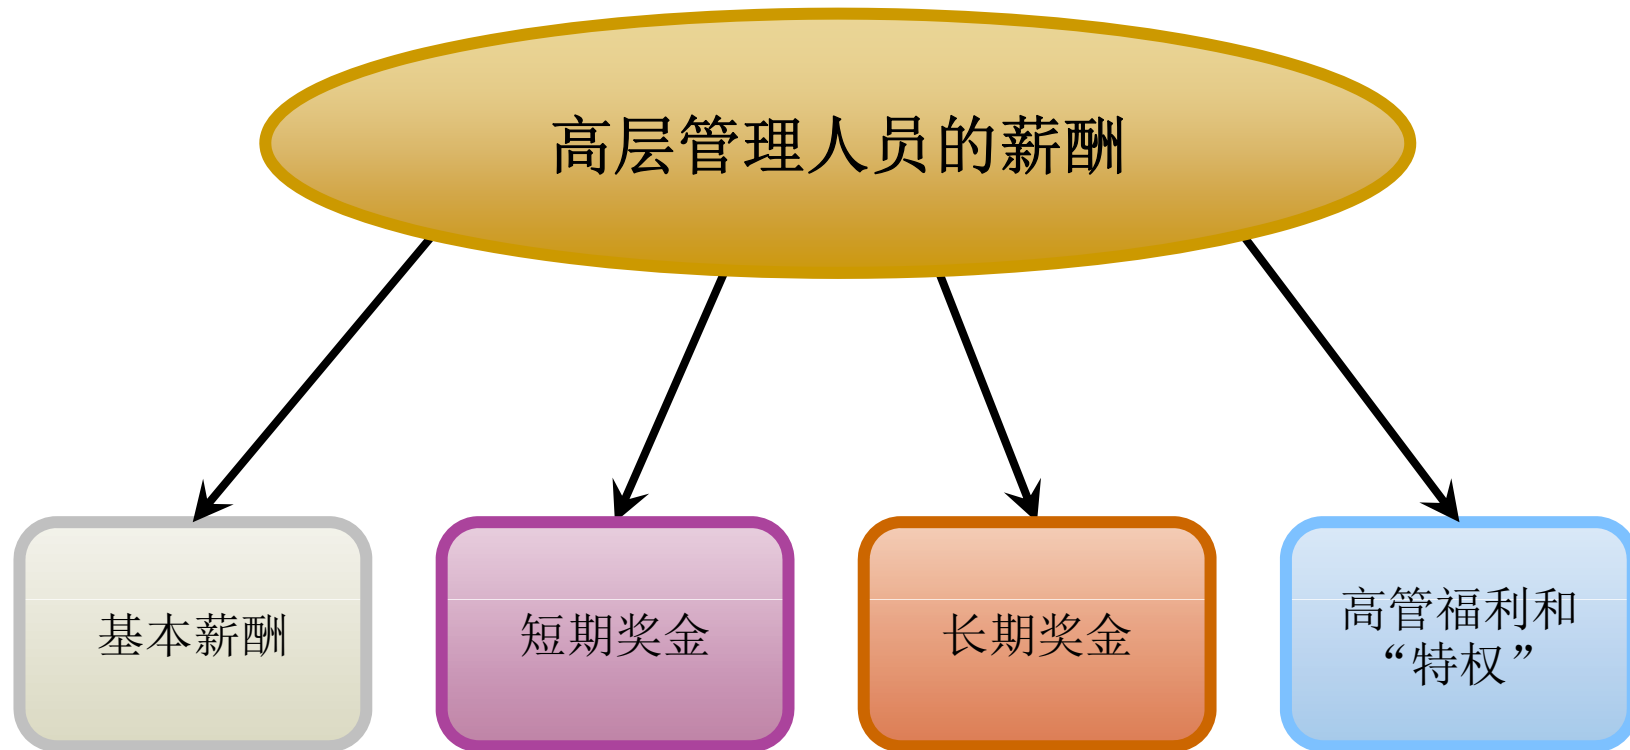 高层管理人员的薪酬
基本薪酬
短期奖金
长期奖金
高管福利和
“特权”